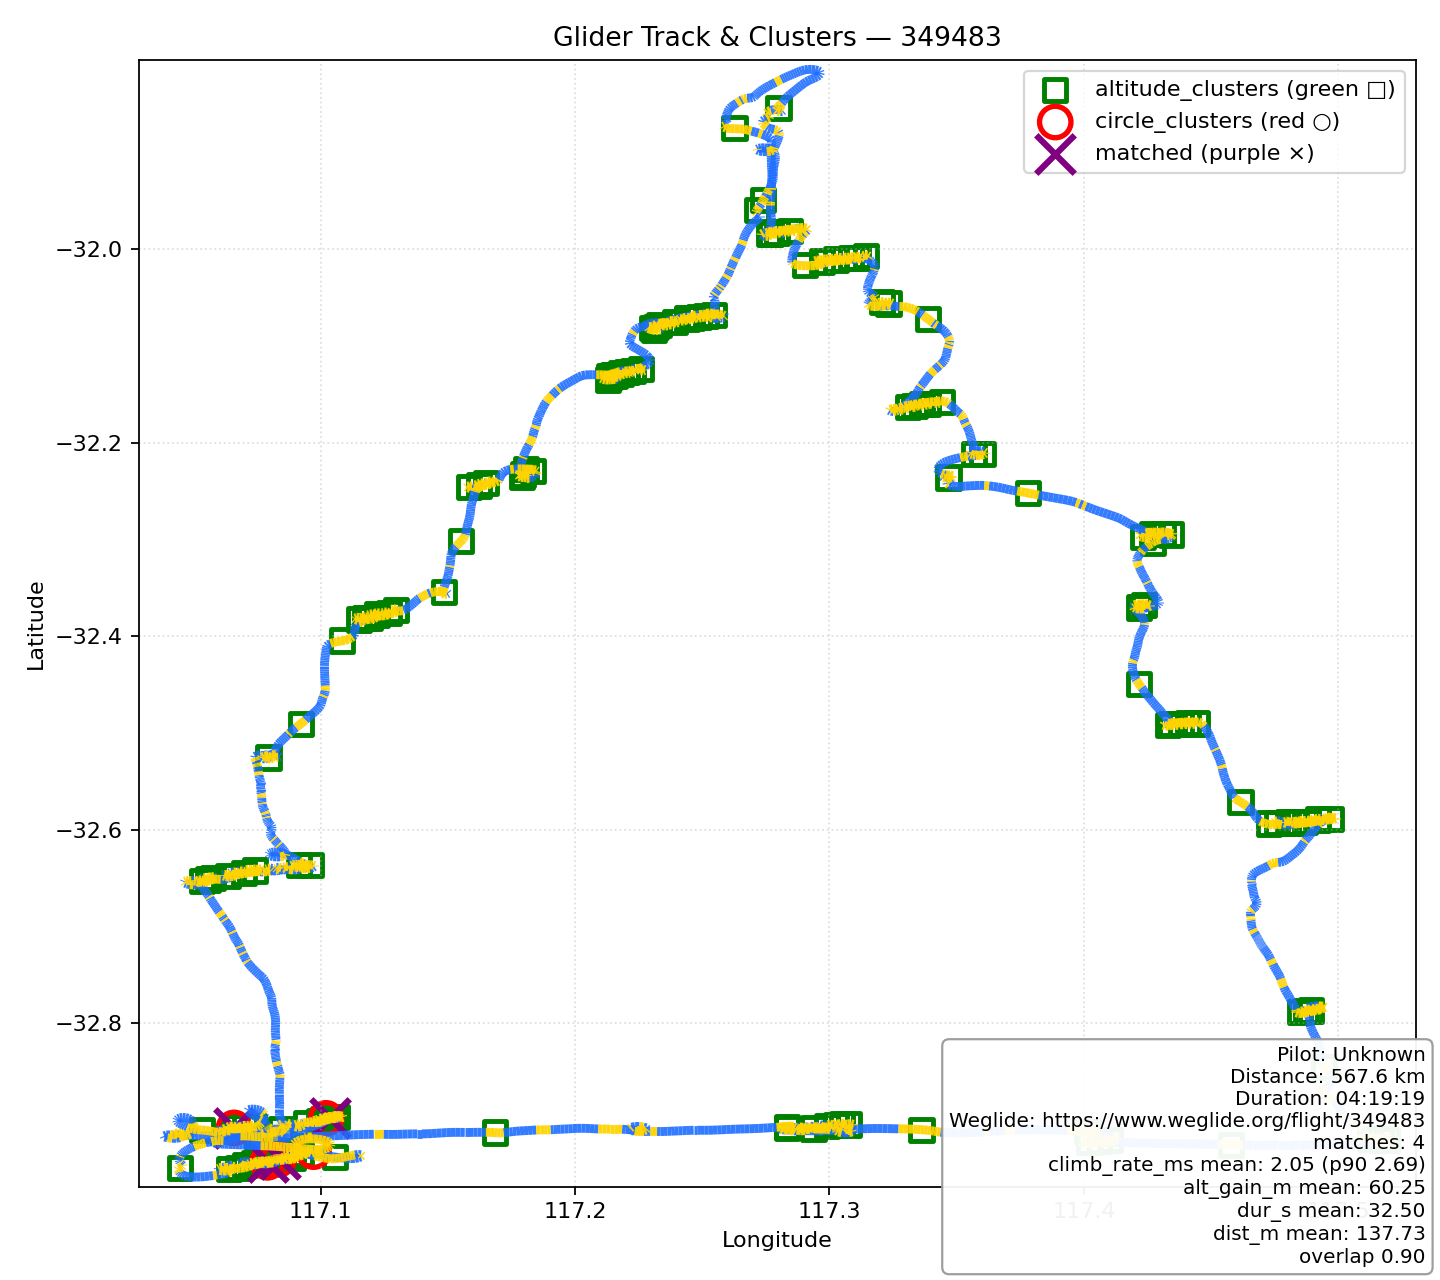 Glider Track & Clusters — 349483
altitude_clusters (green □)
circle_clusters (red ○)
matched (purple ×)
−32.0
−32.2
−32.4
−32.6
−32.8
Latitude
117.1
117.2
117.3
117.4
Longitude
Pilot: Unknown
Distance: 567.6 km
Duration: 04:19:19
Weglide: https://www.weglide.org/flight/349483
matches: 4
climb_rate_ms mean: 2.05 (p90 2.69)
alt_gain_m mean: 60.25
dur_s mean: 32.50
dist_m mean: 137.73
overlap 0.90